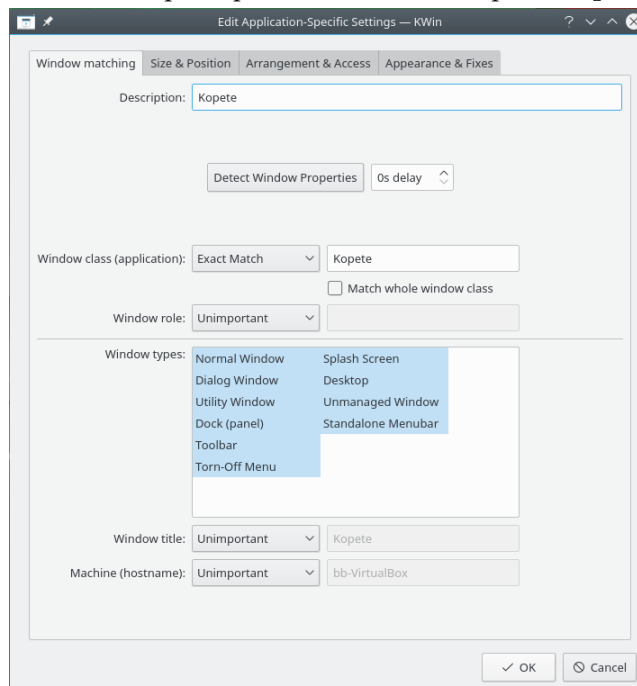 Edit Application-Specific Settings — KWin
Window matching Size & Position Arrangement & Access Appearance & Fixes
Description: Kopete
Detect Window Properties 0s delay
Window class (application): Exact Match Kopete
Match whole window class
Window role: Unimportant
Window types: Normal Window Splash Screen
Dialog Window Desktop
Utility Window Unmanaged Window
Dock (panel) Standalone Menubar
Toolbar
Torn-Off Menu
Window title: Unimportant Kopete
Machine (hostname): Unimportant bb-VirtualBox
OK Cancel